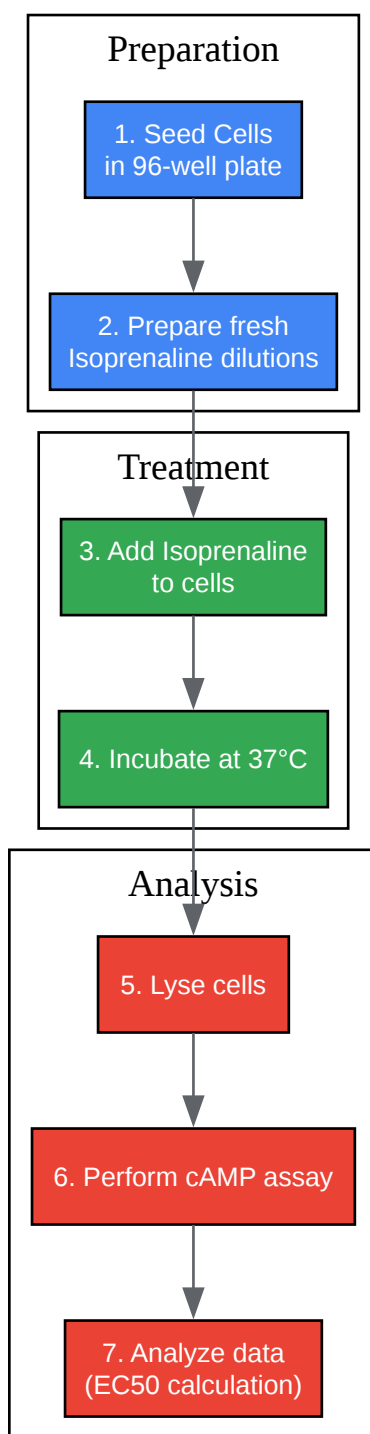 Preparation
1. Seed Cells
in 96-well plate
2. Prepare fresh
Isoprenaline dilutions
Treatment
3. Add Isoprenaline
to cells
4. Incubate at 37°C
Analysis
5. Lyse cells
6. Perform cAMP assay
7. Analyze data
(EC50 calculation)